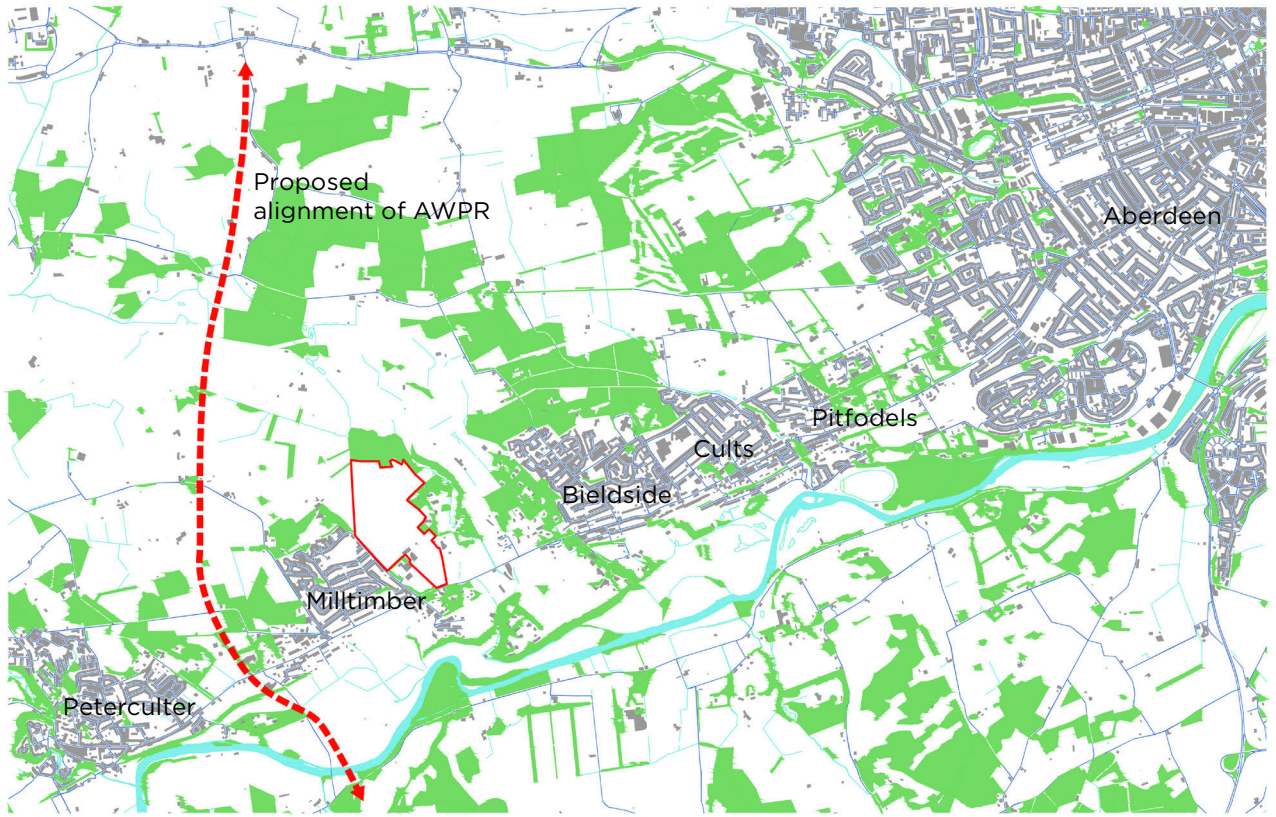 Proposed
alignment of AWPR
Aberdeen
Pitfodels
Cults
Bieldside
Milltimber
Peterculter